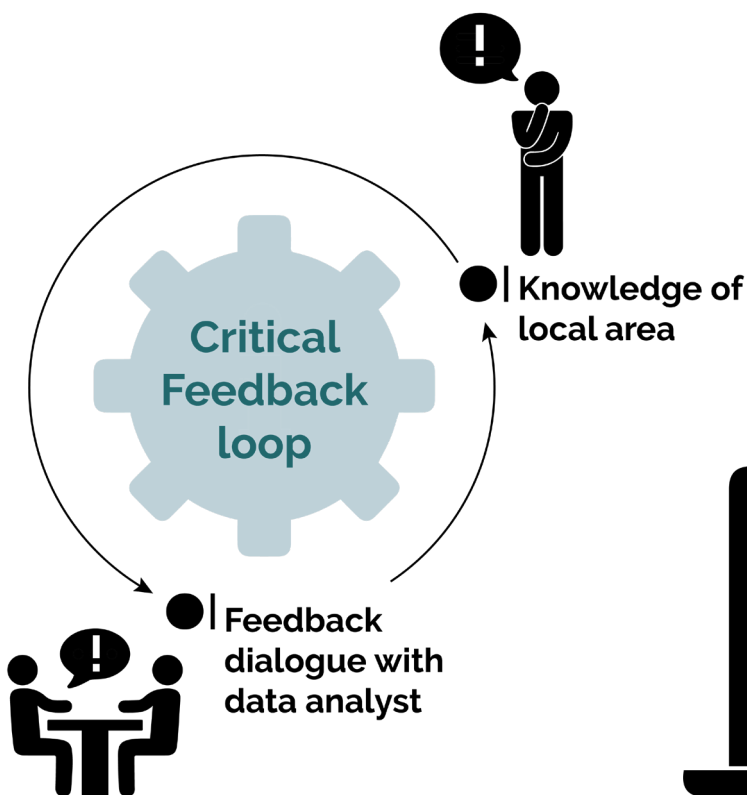 !
Knowledge of
local area
Critical
Feedback
loop
Feedback
dialogue with
data analyst
!